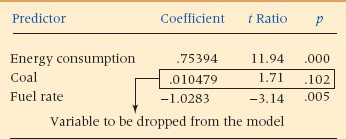 Predictor Coefficient t Ratio p
Energy consumption .75394 11.94 .000
Coal .010479 1.71 .102
Fuel rate −1.0283 −3.14 .005
Variable to be dropped from the model